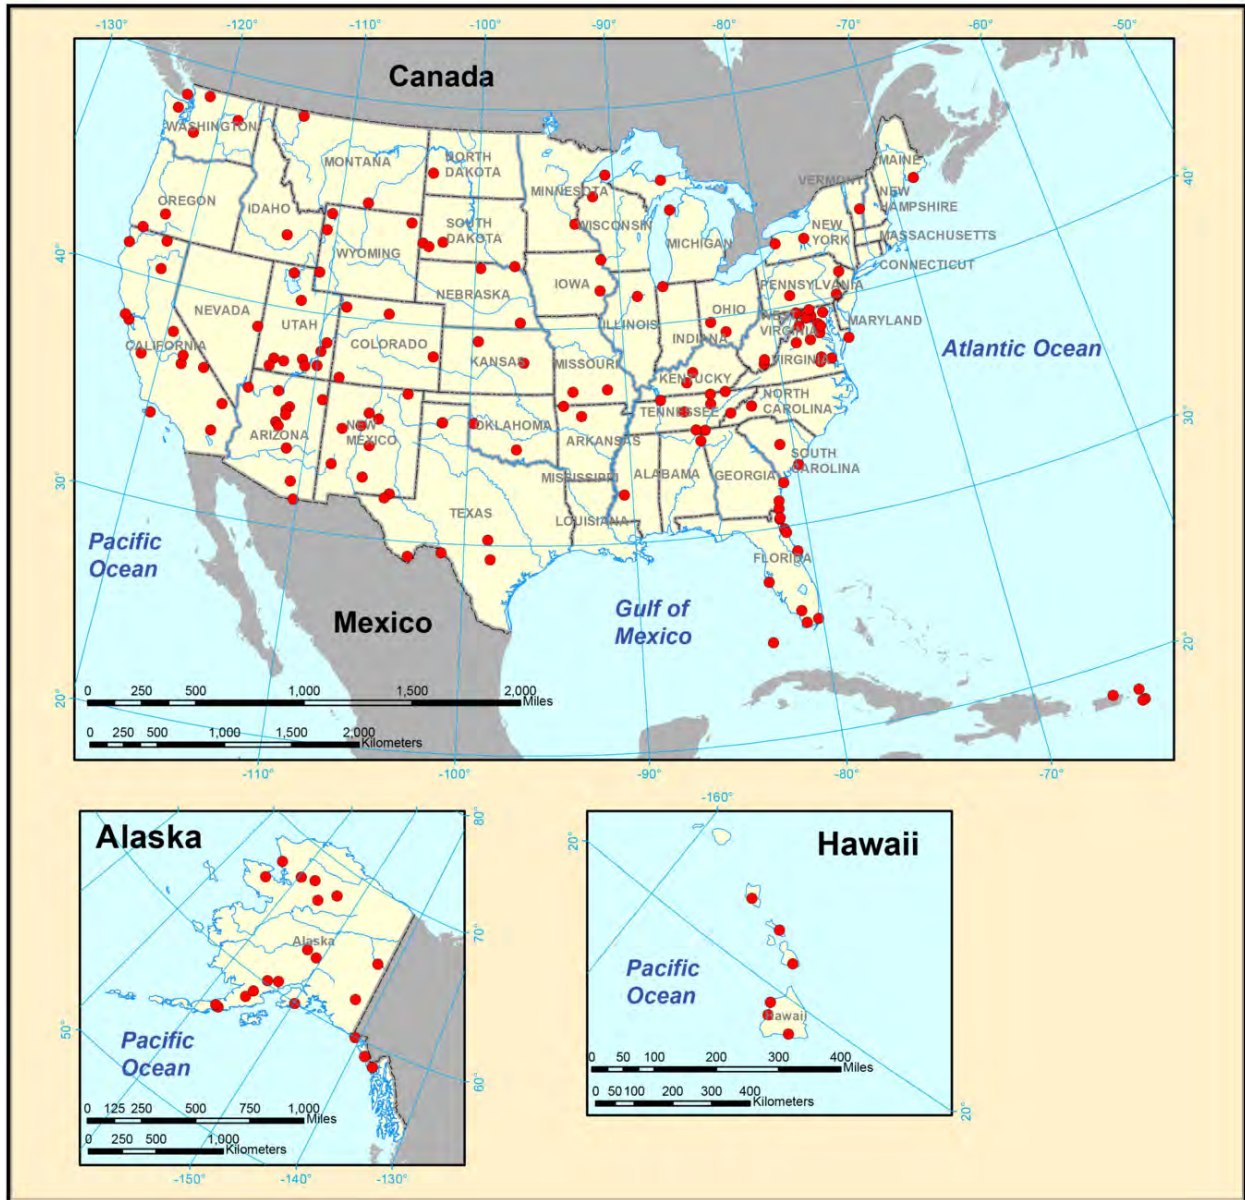 -130°
-120°
-110°
-100°
-90°
-80°
-70°
-60°
-50°
Canada
WASHINGTON
MONTANA
NORTH
DAKOTA
MINNESOTA
MAINE
VERMONT
NEW
HAMPSHIRE
OREGON
IDAHO
SOUTH
DAKOTA
WISCONSIN
MICHIGAN
NEW
YORK
MASSACHUSETTS
CONNECTICUT
WYOMING
40°
40°
NEBRASKA
IOWA
PENNSYLVANIA
NEVADA
UTAH
COLORADO
ILLINOIS
INDIANA
OHIO
WEST
VIRGINIA
MARYLAND
CALIFORNIA
KANSAS
MISSOURI
KENTUCKY
VIRGINIA
Atlantic Ocean
ARIZONA
NEW
MEXICO
OKLAHOMA
ARKANSAS
TENNESSEE
NORTH
CAROLINA
SOUTH
CAROLINA
MISSISSIPPI
ALABAMA
GEORGIA
30°
30°
TEXAS
LOUISIANA
FLORIDA
Pacific
Ocean
Mexico
Gulf of
Mexico
20°
20°
0 250 500 1,000 1,500 2,000
Miles
0 250 500 1,000 1,500 2,000
Kilometers
-110°
-100°
-90°
-80°
-70°
Alaska
80°
70°
Alaska
50°
60°
Pacific
Ocean
0 125 250 500 750 1,000
Miles
0 250 500 1,000
Kilometers
-150°
-140°
-130°
-160°
20°
Hawaii
Pacific
Ocean
Hawaii
0 50 100 200 300 400
Miles
0 50 100 200 300 400
Kilometers
20°